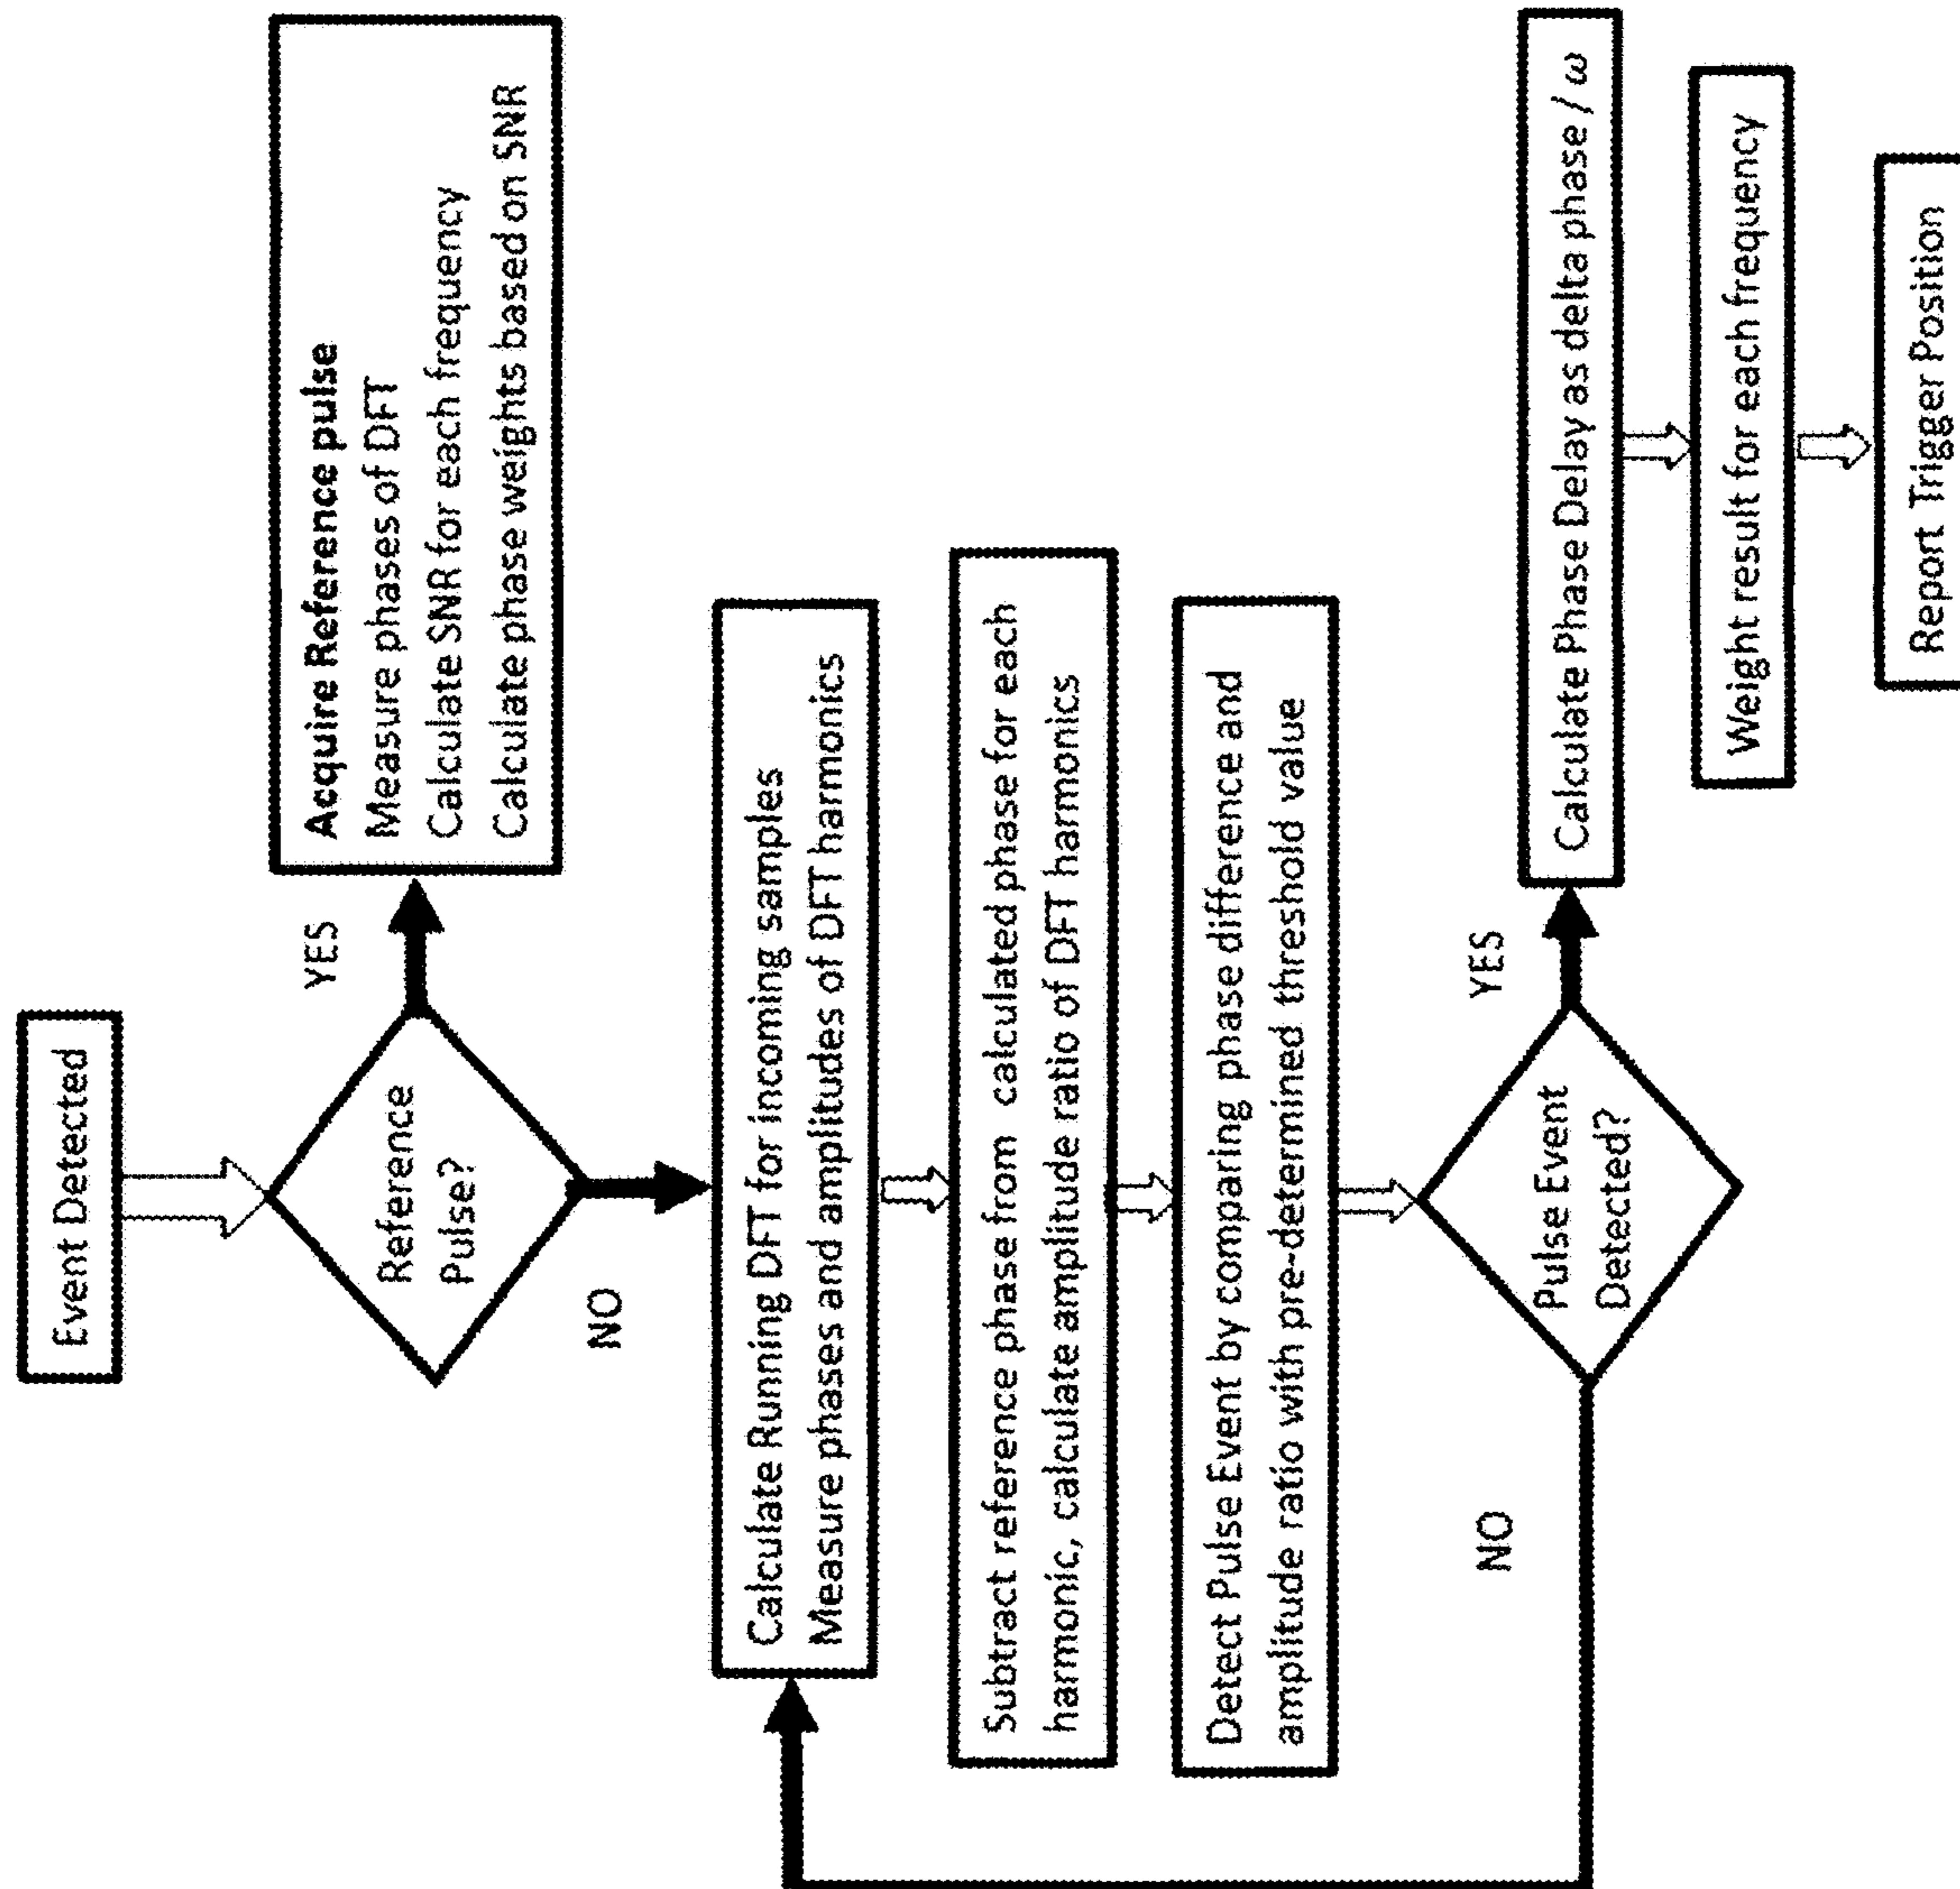 Event Detected
Reference
Pulse?
YES
Acquire Reference pulse
Measure phases of DFT
Calculate SNR for each frequency
Calculate phase weights based on SNR
NO
Calculate Running DFT for incoming samples
Measure phases and amplitudes of DFT harmonics
Subtract reference phase from calculated phase for each
harmonic, calculate amplitude ratio of DFT harmonics
Detect Pulse Event by comparing phase difference and
amplitude ratio with pre-determined threshold value
Pulse Event
Detected?
NO
YES
Calculate Phase Delay as delta phase / ω
Weight result for each frequency
Report Trigger Position